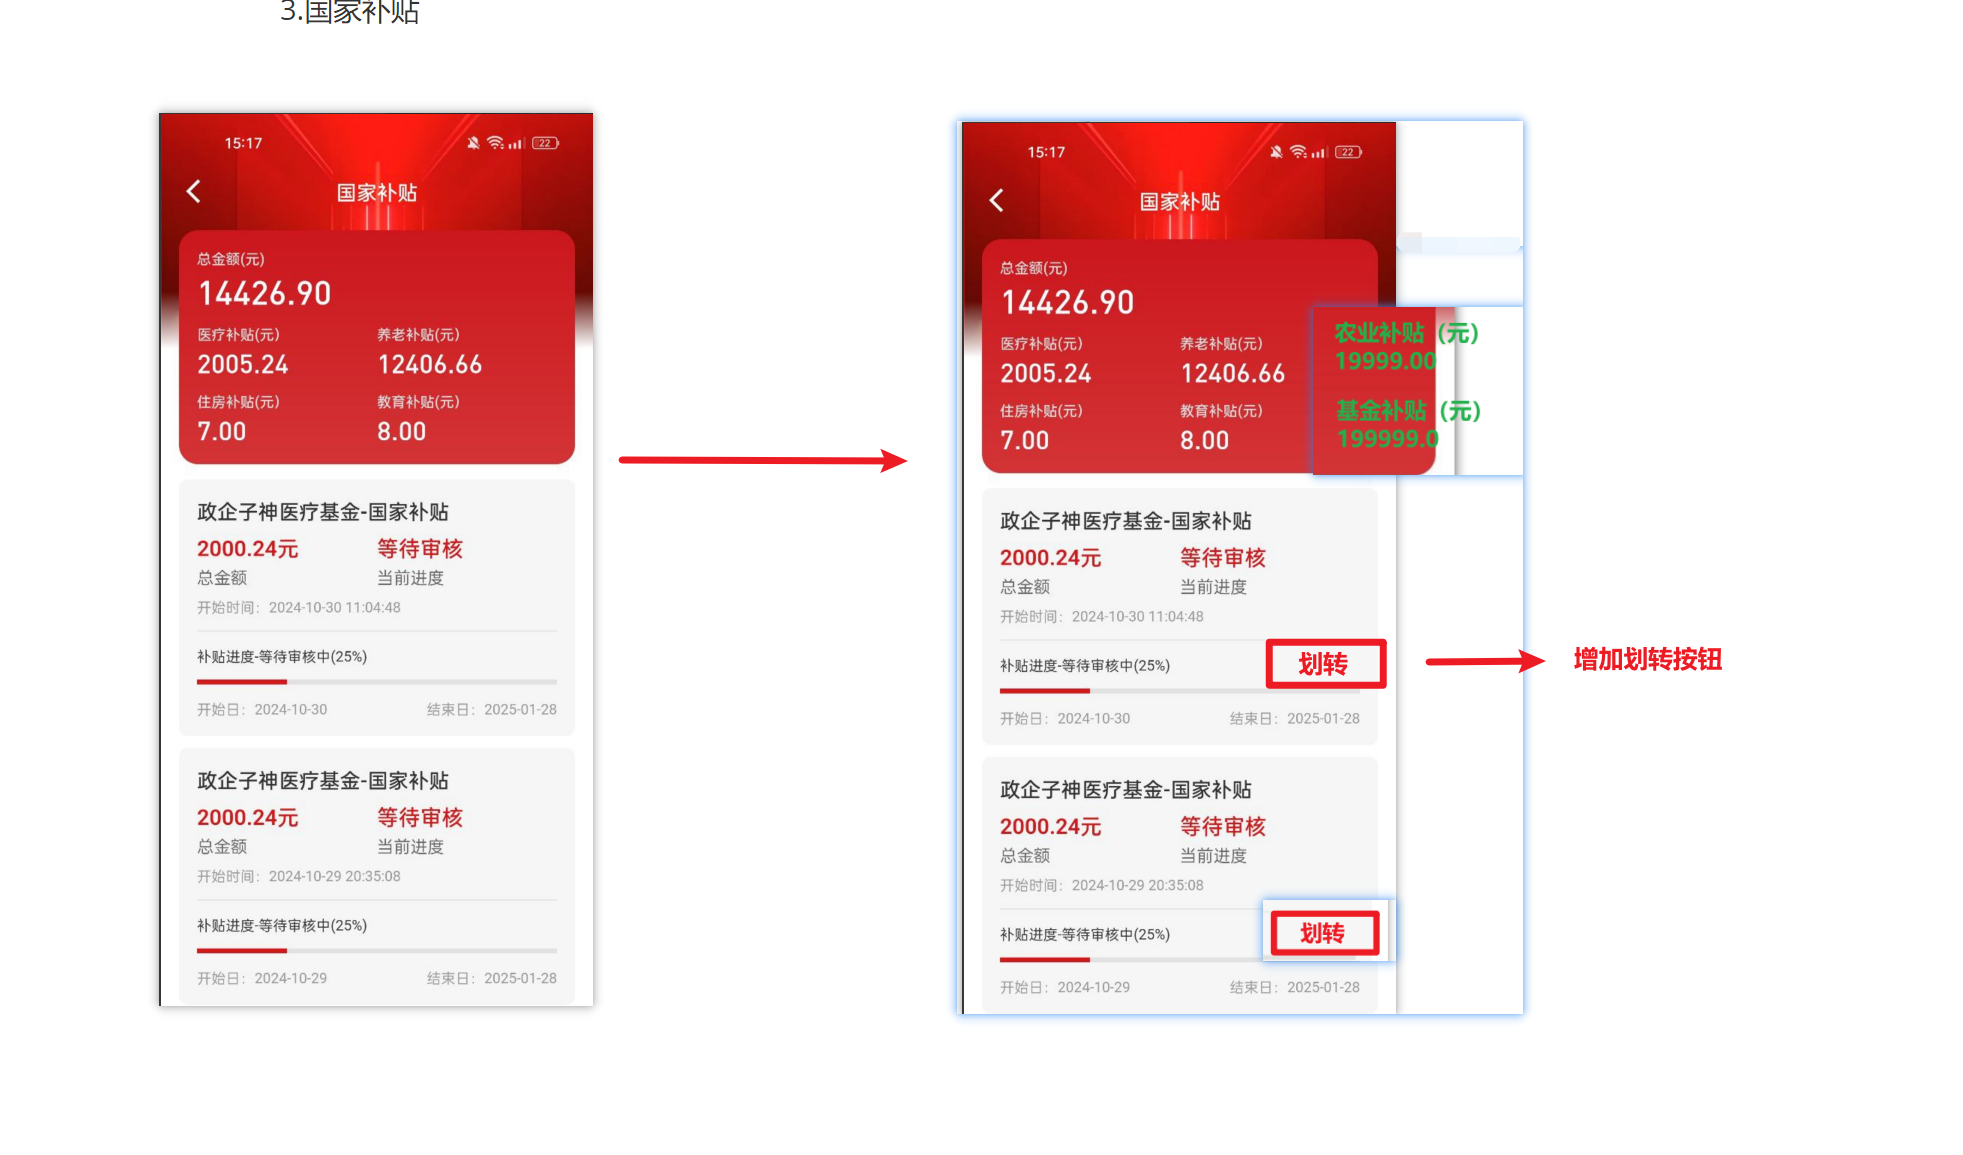 3.国家补贴
15:17
22
国家补贴
总金额(元)
14426.90
医疗补贴(元)
养老补贴(元)
2005.24
12406.66
住房补贴(元)
教育补贴(元)
7.00
8.00
政企子神医疗基金-国家补贴
2000.24元
等待审核
总金额
当前进度
开始时间：2024-10-30 11:04:48
补贴进度-等待审核中(25%)
开始日：2024-10-30
结束日：2025-01-28
政企子神医疗基金-国家补贴
2000.24元
等待审核
总金额
当前进度
开始时间：2024-10-29 20:35:08
补贴进度-等待审核中(25%)
开始日：2024-10-29
结束日：2025-01-28
15:17
22
国家补贴
总金额(元)
14426.90
医疗补贴(元)
养老补贴(元)
农业补贴（元）
2005.24
12406.66
19999.00
住房补贴(元)
教育补贴(元)
基金补贴（元）
7.00
8.00
199999.0
政企子神医疗基金-国家补贴
2000.24元
等待审核
总金额
当前进度
开始时间：2024-10-30 11:04:48
补贴进度-等待审核中(25%)
划转
增加划转按钮
开始日：2024-10-30
结束日：2025-01-28
政企子神医疗基金-国家补贴
2000.24元
等待审核
总金额
当前进度
开始时间：2024-10-29 20:35:08
补贴进度-等待审核中(25%)
划转
开始日：2024-10-29
结束日：2025-01-28